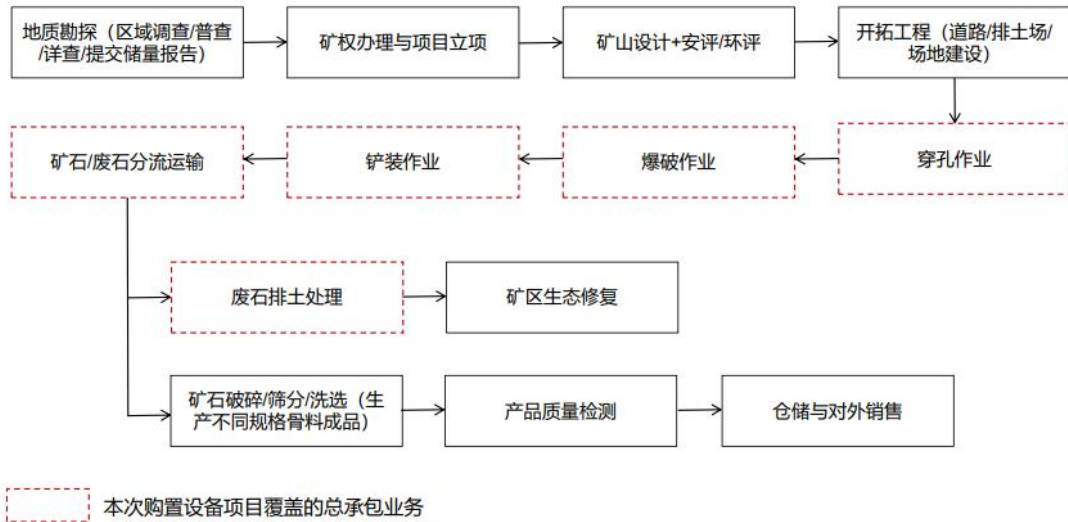 地质勘探（区域调查/普查
/详查/提交储量报告）
矿权办理与项目立项
矿山设计+安评/环评
开拓工程（道路/排土场/
场地建设）
矿石/废石分流运输
铲装作业
爆破作业
穿孔作业
废石排土处理
矿区生态修复
矿石破碎/筛分/洗选（生
产不同规格骨料成品）
产品质量检测
仓储与对外销售
本次购置设备项目覆盖的总承包业务